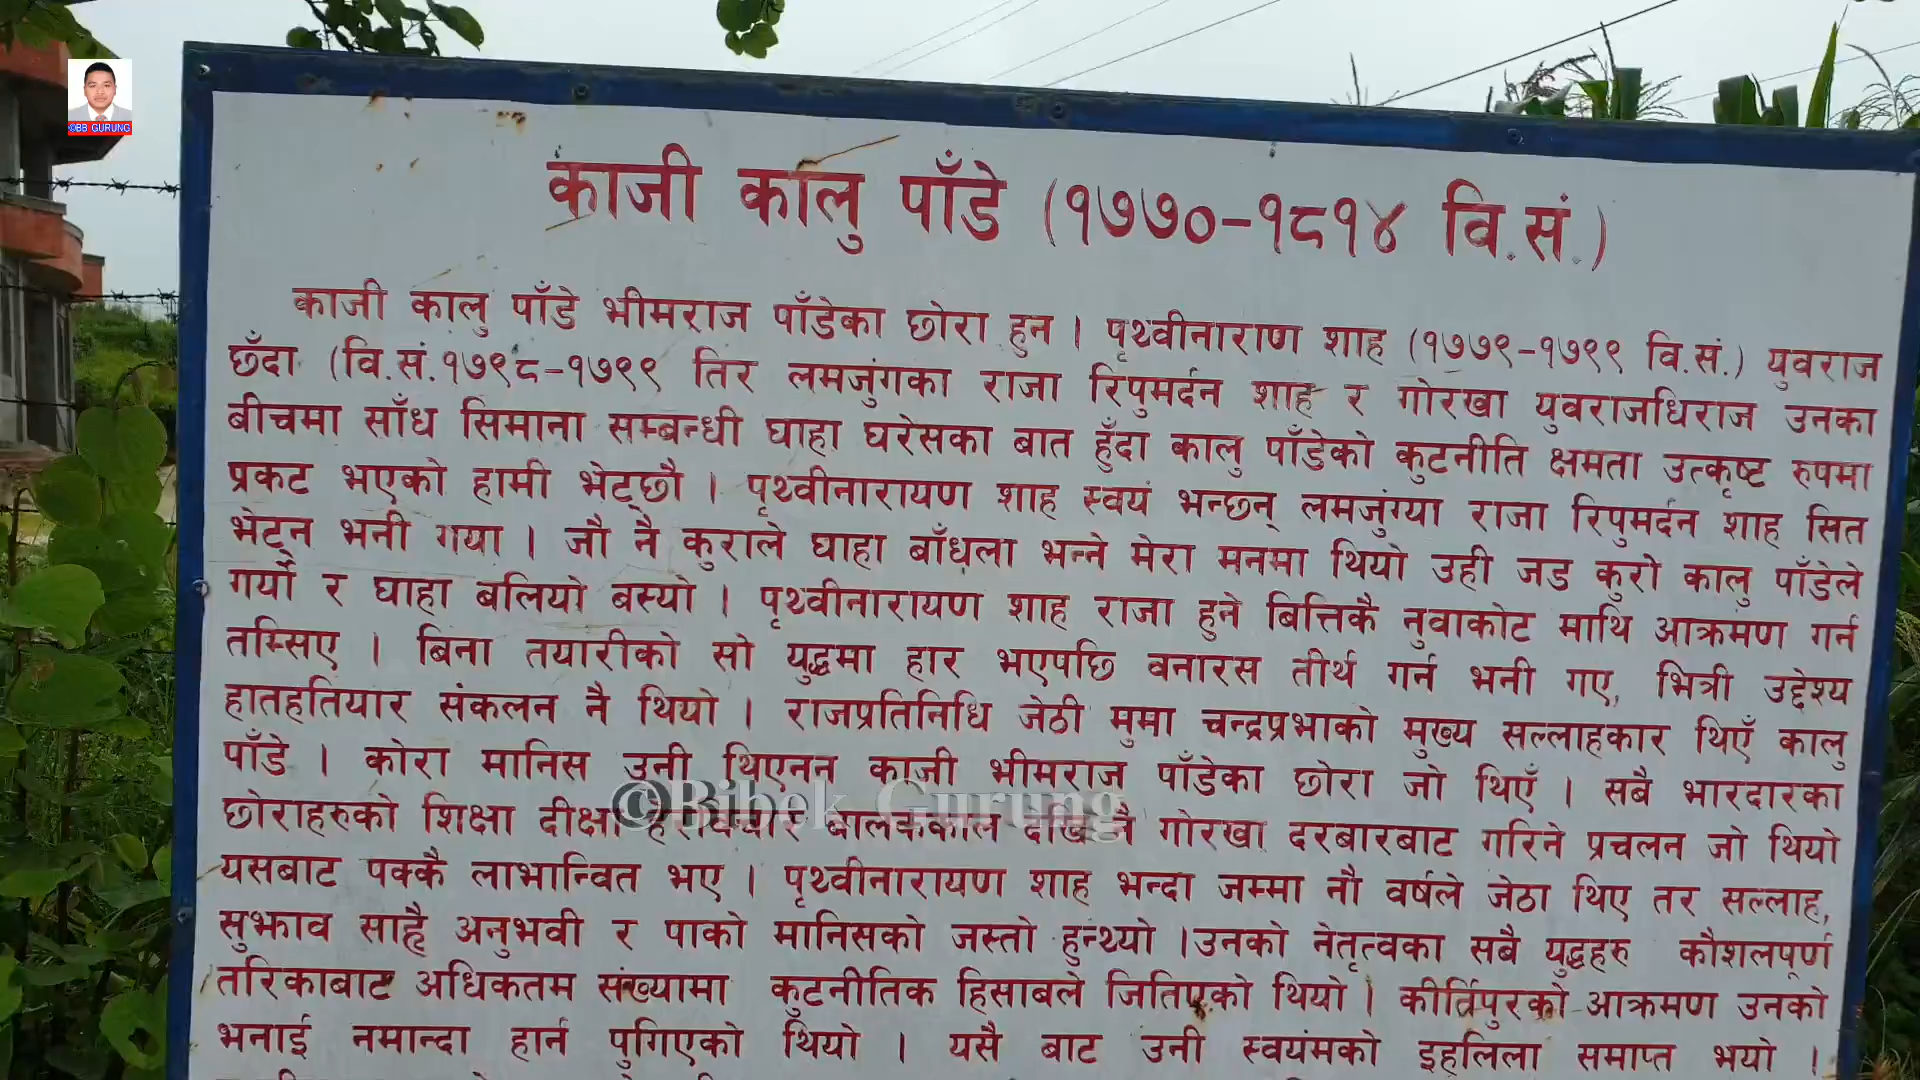 ©BB GURUNG
काजी कालु पाँडे (१७७०-१८१४ वि.सं.)
काजी कालु पाँडे भीमराज पाँडेका छोरा हुन । पृथ्वीनाराण शाह (१७७९-१७९९ वि.सं.) युवराज
छँदा (वि.सं.१७९८-१७९९ तिर लमजुंगका राजा रिपुमर्दन शाह र गोरखा युवराजधिराज उनका
बीचमा साँध सिमाना सम्बन्धी घाहा घरेसका बात हुँदा कालु पाँडेको कुटनीति क्षमता उत्कृष्ट रुपमा
प्रकट भएको हामी भेट्छौ । पृथ्वीनारायण शाह स्वयं भन्छन् लमजुंग्या राजा रिपुमर्दन शाह सित
भेट्न भनी गया । जौ नै कुराले घाहा बाँधला भन्ने मेरा मनमा थियो उही जड कुरो कालु पाँडेले
गर्यो र घाहा बलियो बस्यो । पृथ्वीनारायण शाह राजा हुने बित्तिकै नुवाकोट माथि आक्रमण गर्न
तम्सिए । बिना तयारीको सो युद्धमा हार भएपछि वनारस तीर्थ गर्न भनी गए, भित्री उद्देश्य
हातहतियार संकलन नै थियो । राजप्रतिनिधि जेठी मुमा चन्द्रप्रभाको मुख्य सल्लाहकार थिएँ कालु
पाँडे । कोरा मानिस उनी थिएनन काजी भीमराज पाँडेका छोरा जो थिएँ । सबै भारदारका
छोराहरुको शिक्षा दीक्षा हेरविचार बालककाल देखि नै गोरखा दरबारबाट गरिने प्रचलन जो थियो
©Bibek Gurung
यसबाट पक्कै लाभान्वित भए । पृथ्वीनारायण शाह भन्दा जम्मा नौ वर्षले जेठा थिए तर सल्लाह,
सुझाव साह्रै अनुभवी र पाको मानिसको जस्तो हुन्थ्यो ।उनको नेतृत्वका सबै युद्धहरु कौशलपूर्ण
तरिकाबाट अधिकतम संख्यामा कुटनीतिक हिसाबले जितिएको थियो । कीर्तिपुरको आक्रमण उनको
भनाई नमान्दा हार्न पुगिएको थियो । यसै बाट उनी स्वयंमको इहलिला समाप्त भयो ।